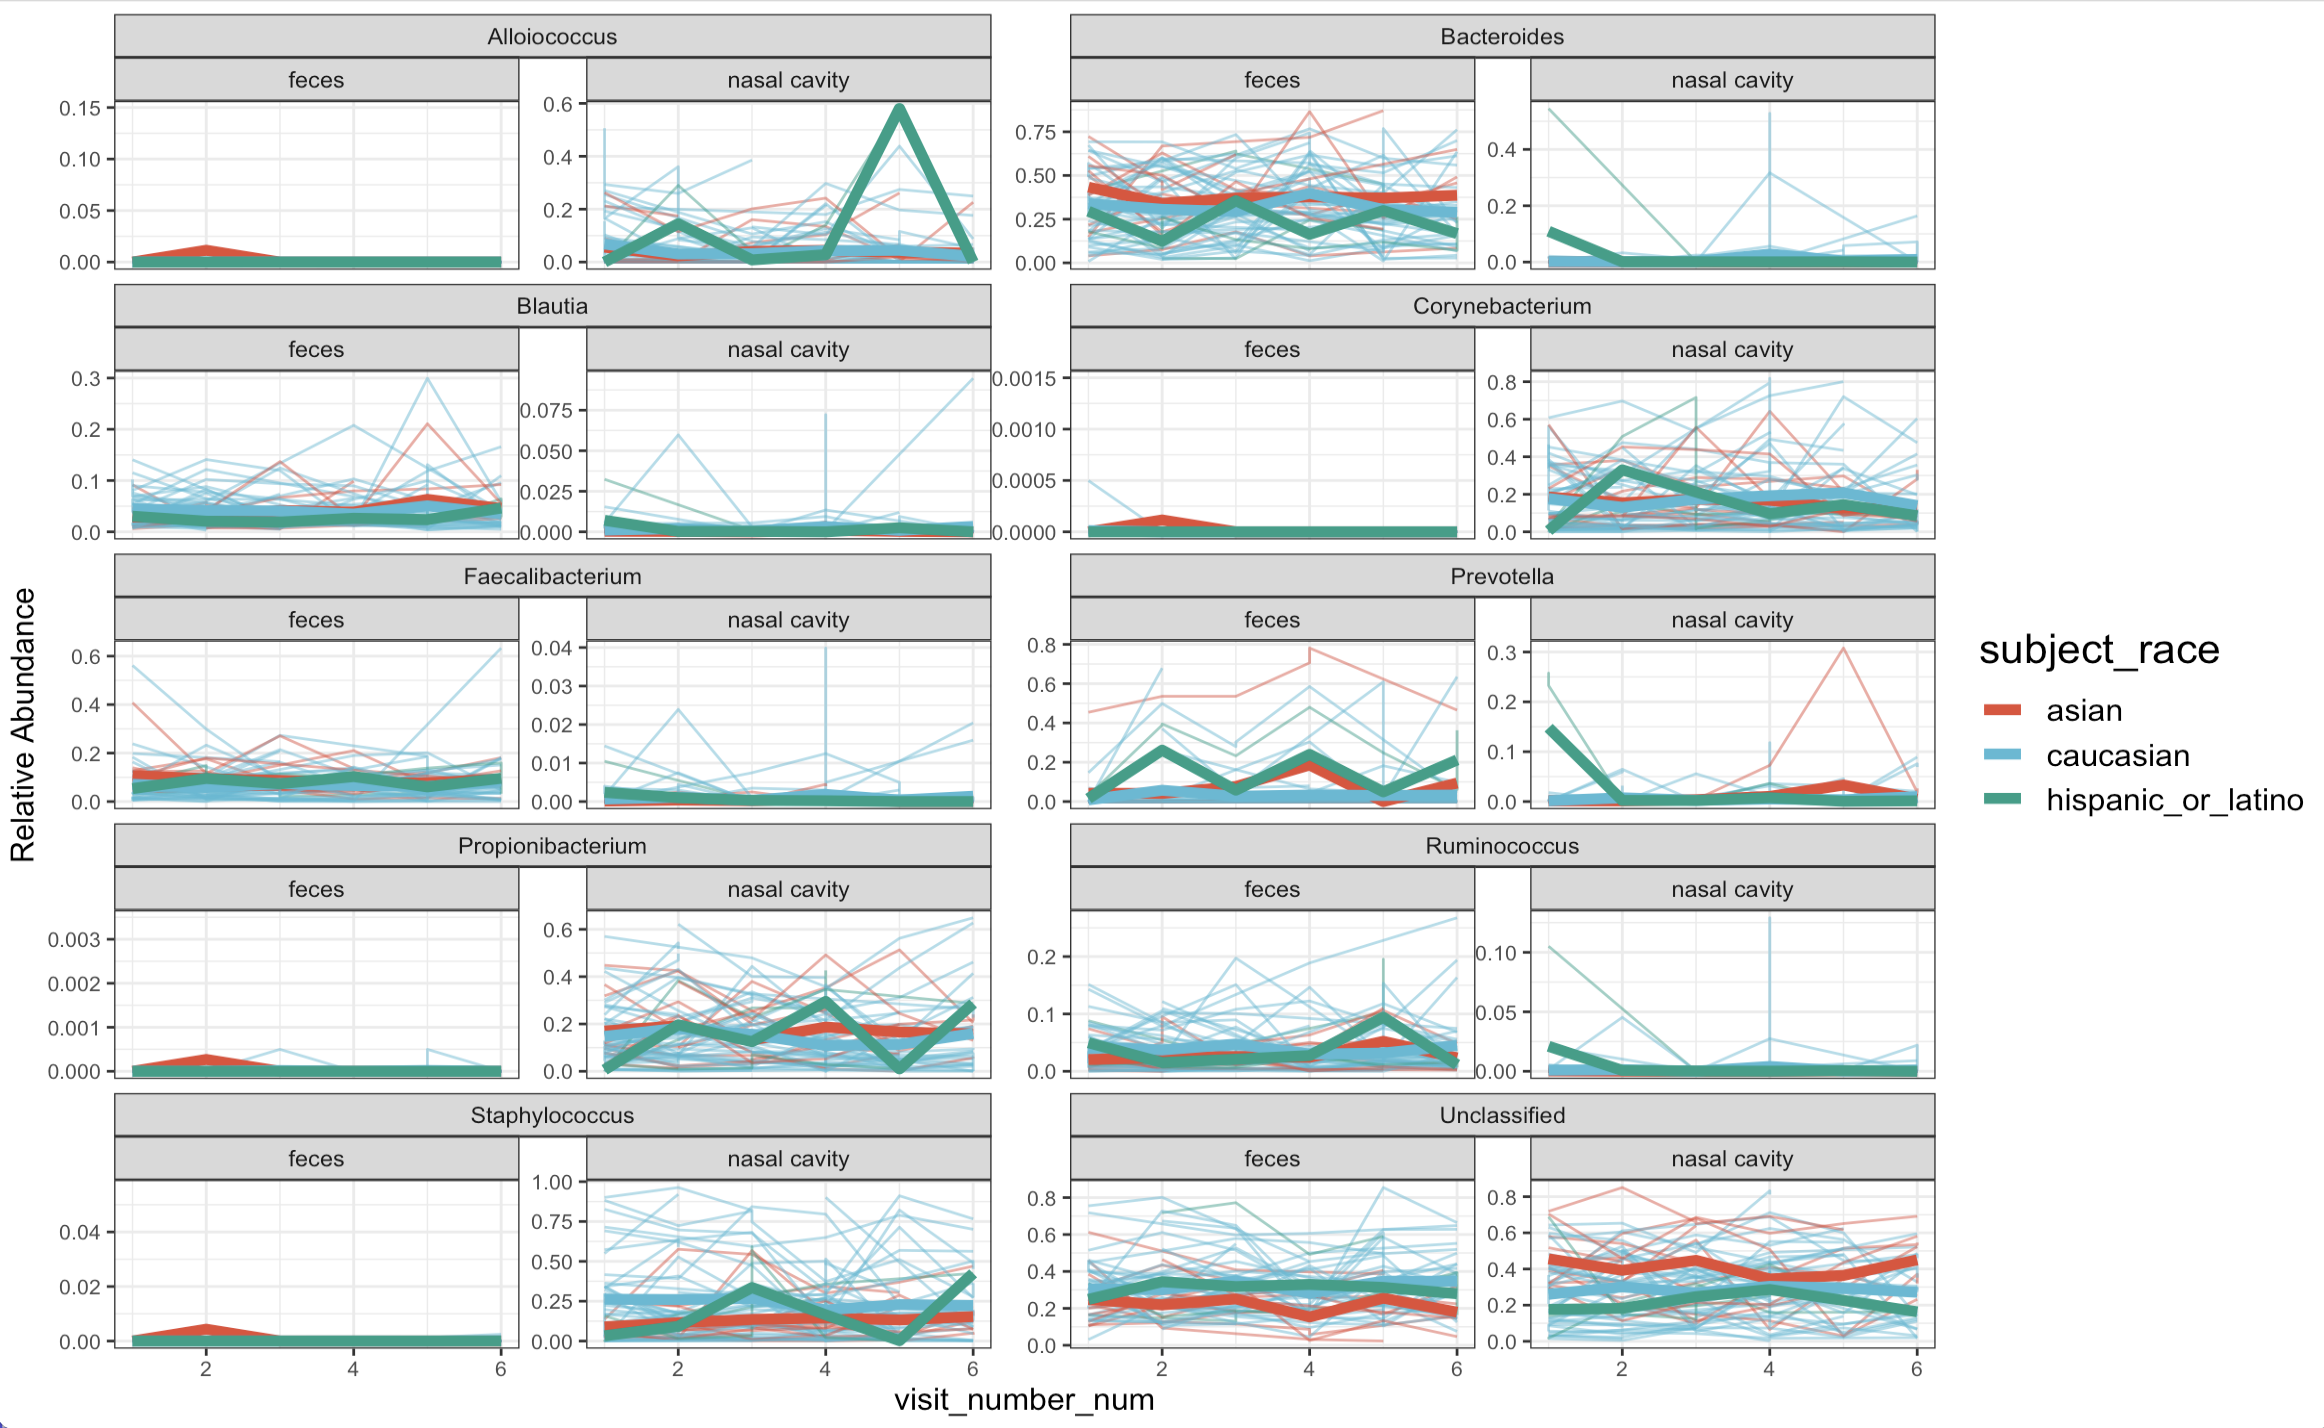 Alloiococcus
Bacteroides
feces
nasal cavity
feces
nasal cavity
0.15
0.10
0.05
0.00
0.6
0.4
0.2
0.0
0.75
0.50
0.25
0.00
0.4
0.2
0.0
Blautia
Corynebacterium
feces
nasal cavity
feces
nasal cavity
0.3
0.2
0.1
0.0
0.075
0.050
0.025
0.000
0.0015
0.0010
0.0005
0.0000
0.8
0.6
0.4
0.2
0.0
Faecalibacterium
Prevotella
feces
nasal cavity
feces
nasal cavity
0.6
0.4
0.2
0.0
0.04
0.03
0.02
0.01
0.00
0.8
0.6
0.4
0.2
0.0
0.3
0.2
0.1
0.0
Propionibacterium
Ruminococcus
feces
nasal cavity
feces
nasal cavity
0.003
0.002
0.001
0.000
0.6
0.4
0.2
0.0
0.2
0.1
0.0
0.10
0.05
0.00
Staphylococcus
Unclassified
feces
nasal cavity
feces
nasal cavity
0.04
0.02
0.00
1.00
0.75
0.50
0.25
0.00
0.8
0.6
0.4
0.2
0.0
0.8
0.6
0.4
0.2
0.0
2 4 6
2 4 6
2 4 6
2 4 6
visit_number_num
Relative Abundance
subject_race
asian
caucasian
hispanic_or_latino